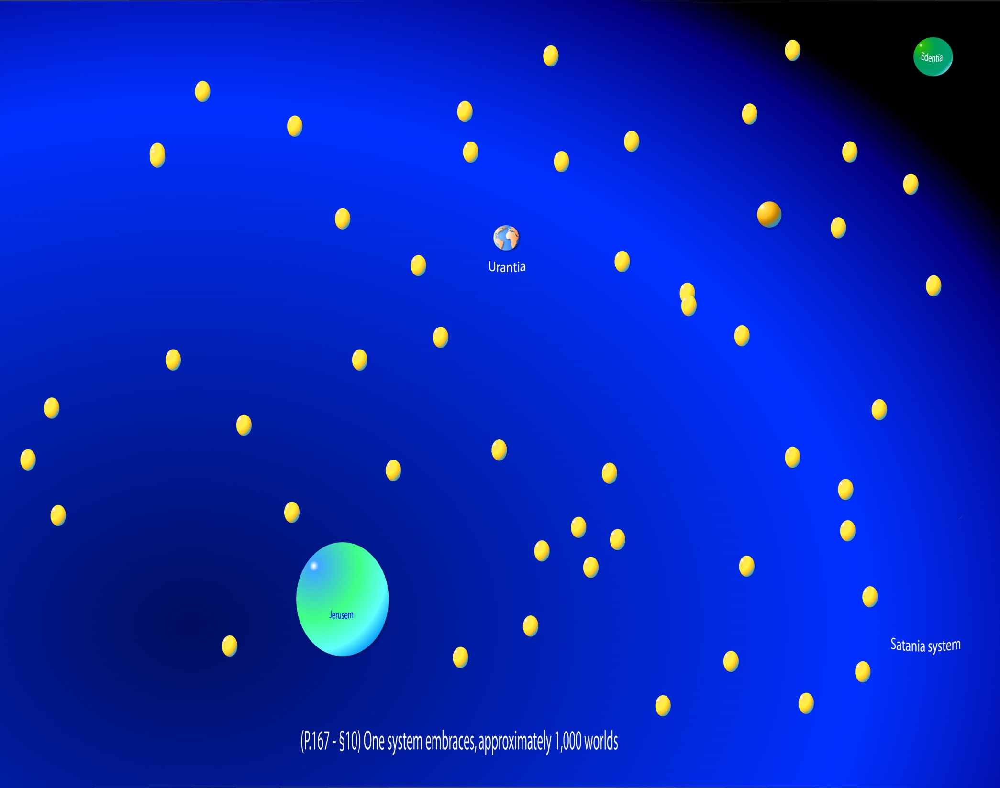 Edentia
Urantia
Jerusem
Satania system
(P.167 - §10) One system embraces, approximately 1,000 worlds